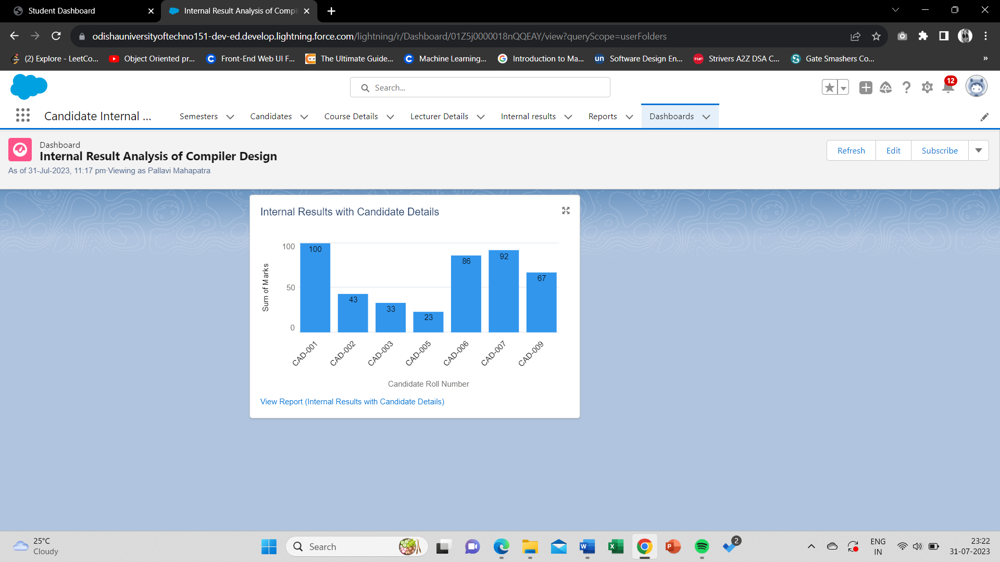 Student Dashboard
Internal Result Analysis of Compil
odishauniversityoftechno151-dev-ed.develop.lightning.force.com/lightning/r/Dashboard/01Z5j0000018nQQEAY/view?queryScope=userFolders
(2) Explore - LeetCo... Object Oriented pr... Front-End Web UI F... The Ultimate Guide... Machine Learning... Introduction to Ma... Software Design En... Strivers A2Z DSA C... Gate Smashers Co... »
Search...
12
Candidate Internal ... Semesters Candidates Course Details Lecturer Details Internal results Reports Dashboards
Dashboard
Internal Result Analysis of Compiler Design
As of 31-Jul-2023, 11:17 pm·Viewing as Pallavi Mahapatra
Refresh Edit Subscribe
Internal Results with Candidate Details
Sum of Marks
100
50
0
100
43
33
23
86
92
67
CAD-001
CAD-002
CAD-003
CAD-005
CAD-006
CAD-007
CAD-009
Candidate Roll Number
View Report (Internal Results with Candidate Details)
25°C
Cloudy
Search
2
ENG
IN
23:22
31-07-2023